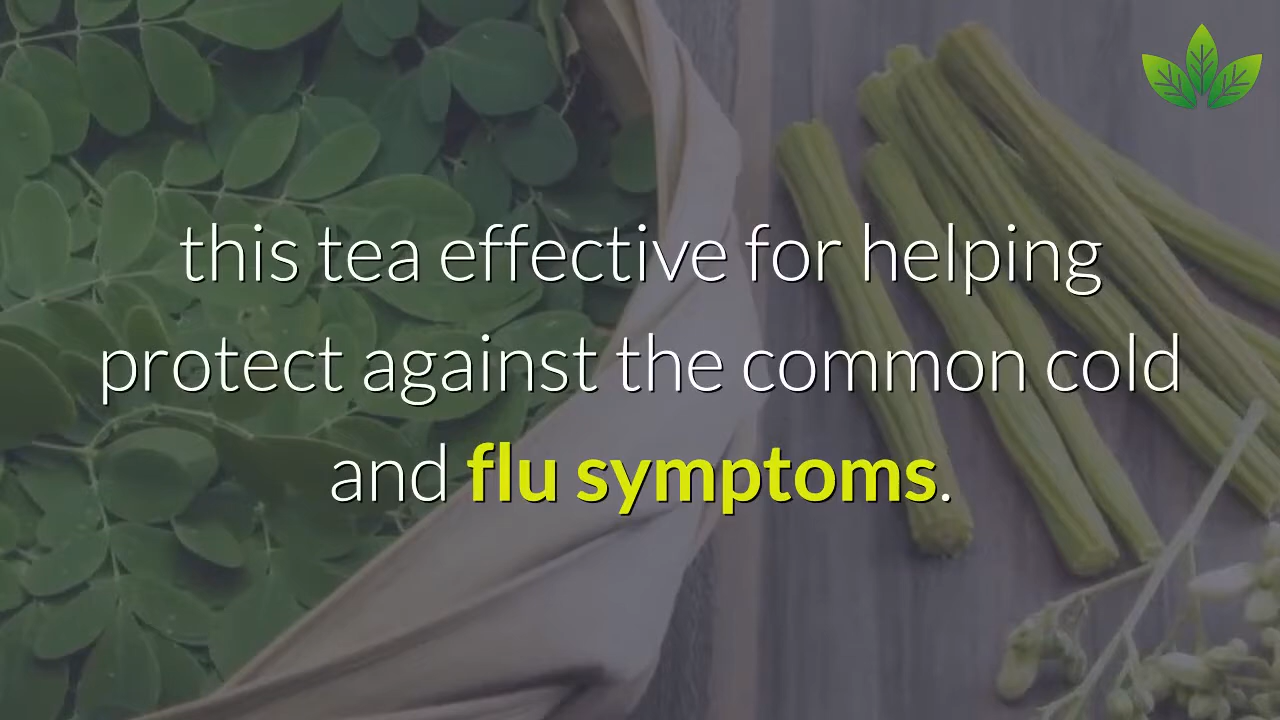 this tea effective for helping
protect against the common cold
and flu symptoms.